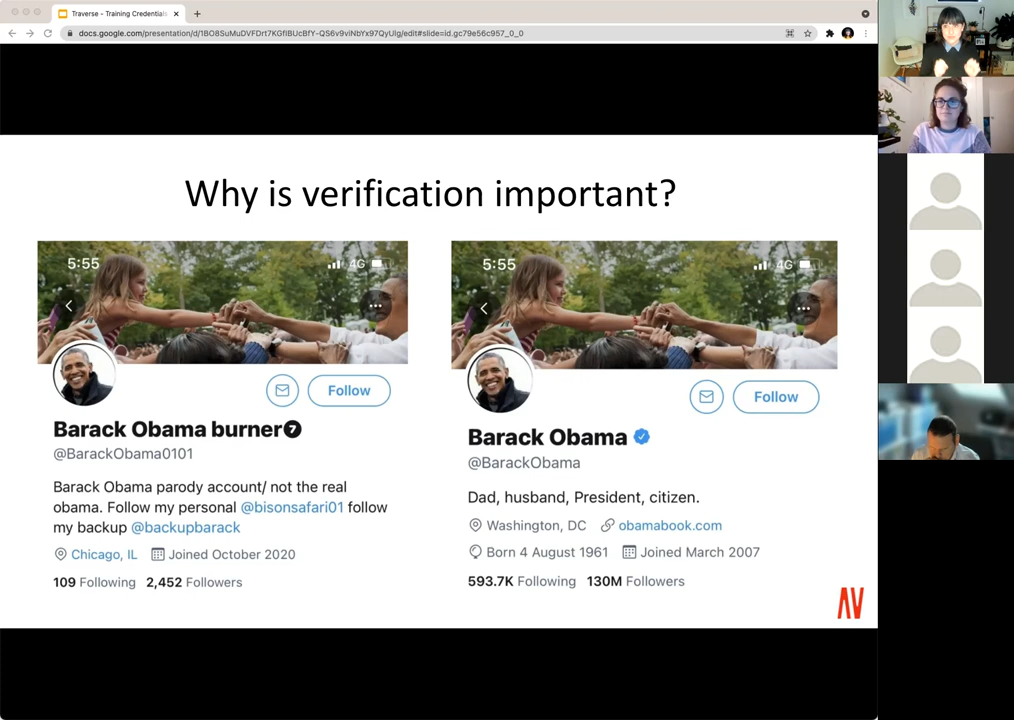 Traverse - Training Credentials
docs.google.com/presentation/d/1BO8SuMuDVFDrt7KGflBUcBfY-QS6v9viNbYx97QyUlg/edit#slide=id.gc79e56c957_0_0
Why is verification important?
5:55
4G
Follow
Barack Obama burner
@BarackObama0101
Barack Obama parody account/ not the real
obama. Follow my personal @bisonsafari01 follow
my backup @backupbarack
Chicago, IL Joined October 2020
109 Following 2,452 Followers
5:55
4G
Follow
Barack Obama
@BarackObama
Dad, husband, President, citizen.
Washington, DC obamabook.com
Born 4 August 1961 Joined March 2007
593.7K Following 130M Followers
AV